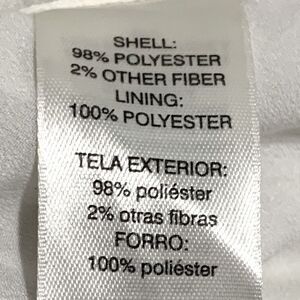 SHELL:
98% POLYESTER
2% OTHER FIBER
LINING:
100% POLYESTER
TELA EXTERIOR:
98% poliéster
2% otras fibras
FORRO:
100% poliéster